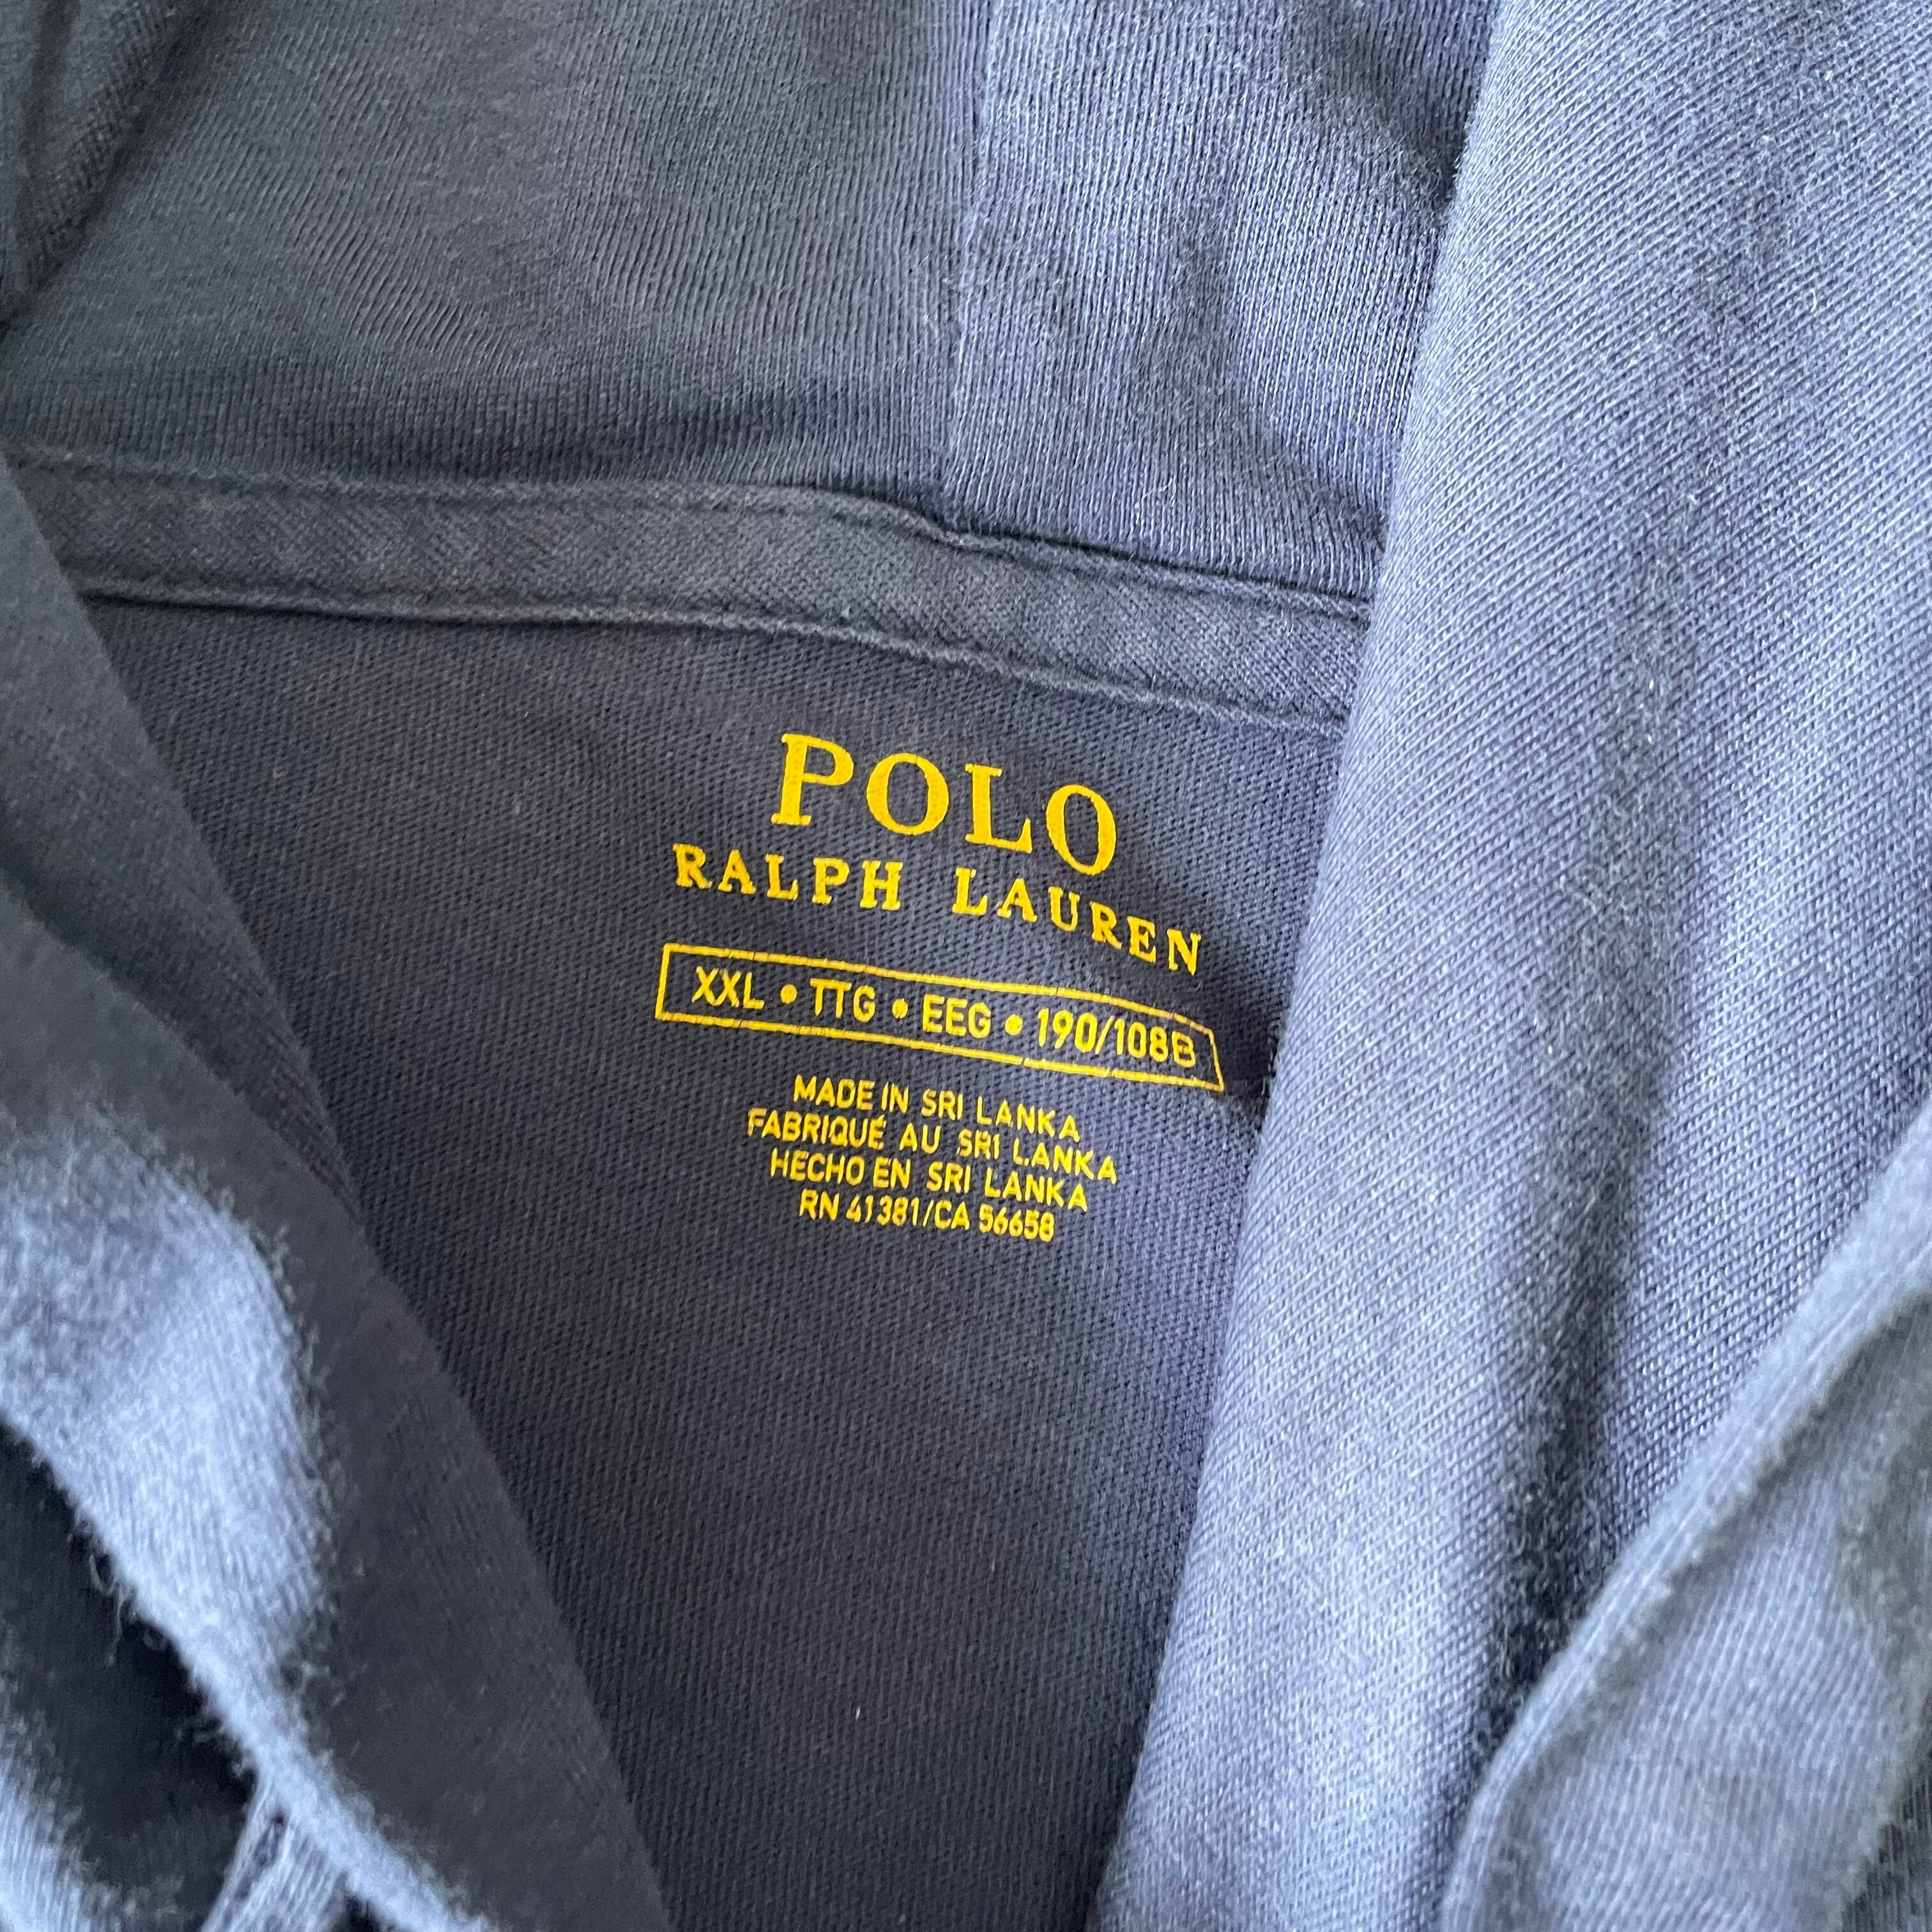 POLO
RALPH LAUREN
XXL • TTG • EEG • 190/108B
MADE IN SRI LANKA
FABRIQUÉ AU SRI LANKA
HECHO EN SRI LANKA
RN 41381/CA 56658